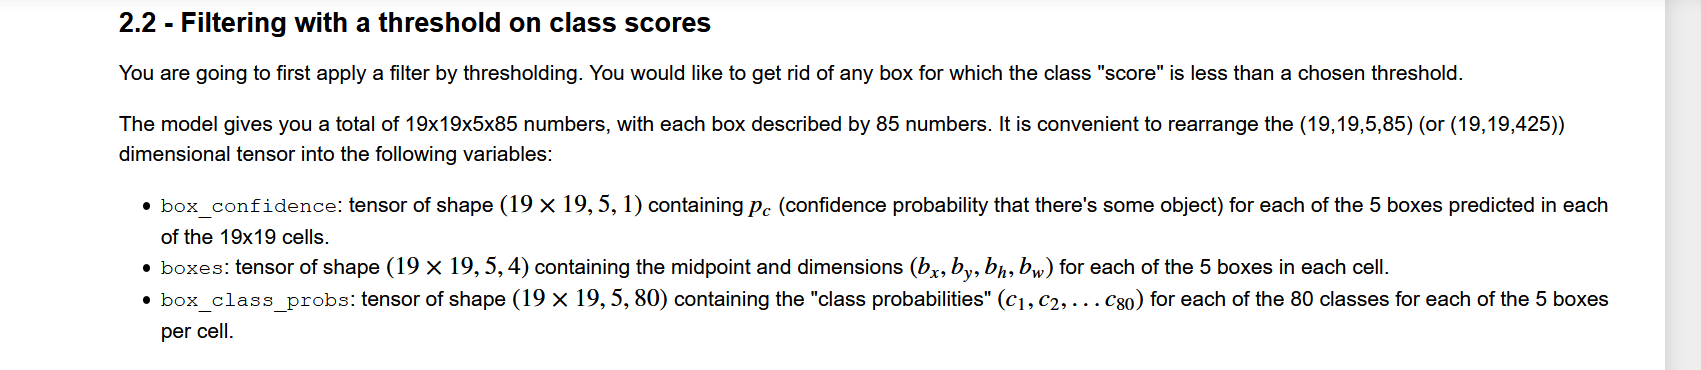 2.2 - Filtering with a threshold on class scores
You are going to first apply a filter by thresholding. You would like to get rid of any box for which the class "score" is less than a chosen threshold.
The model gives you a total of 19x19x5x85 numbers, with each box described by 85 numbers. It is convenient to rearrange the (19,19,5,85) (or (19,19,425))
dimensional tensor into the following variables:
• box_confidence: tensor of shape (19 × 19, 5, 1) containing p_c (confidence probability that there's some object) for each of the 5 boxes predicted in each
of the 19x19 cells.
• boxes: tensor of shape (19 × 19, 5, 4) containing the midpoint and dimensions (b_x, b_y, b_h, b_w) for each of the 5 boxes in each cell.
• box_class_probs: tensor of shape (19 × 19, 5, 80) containing the "class probabilities" (c_1, c_2, . . . c_80) for each of the 80 classes for each of the 5 boxes
per cell.